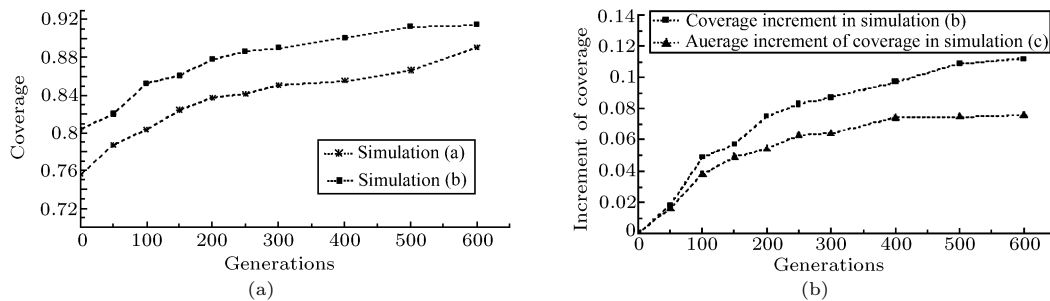 0.92
0.88
0.84
0.8
0.76
0.72
Coverage
Simulation (a)
Simulation (b)
0 100 200 300 400 500 600
Generations
(a)
0.14
0.12
0.1
0.08
0.06
0.04
0.02
0
Increment of coverage
Coverage increment in simulation (b)
Auerage increment of coverage in simulation (c)
100 200 300 400 500 600
Generations
(b)